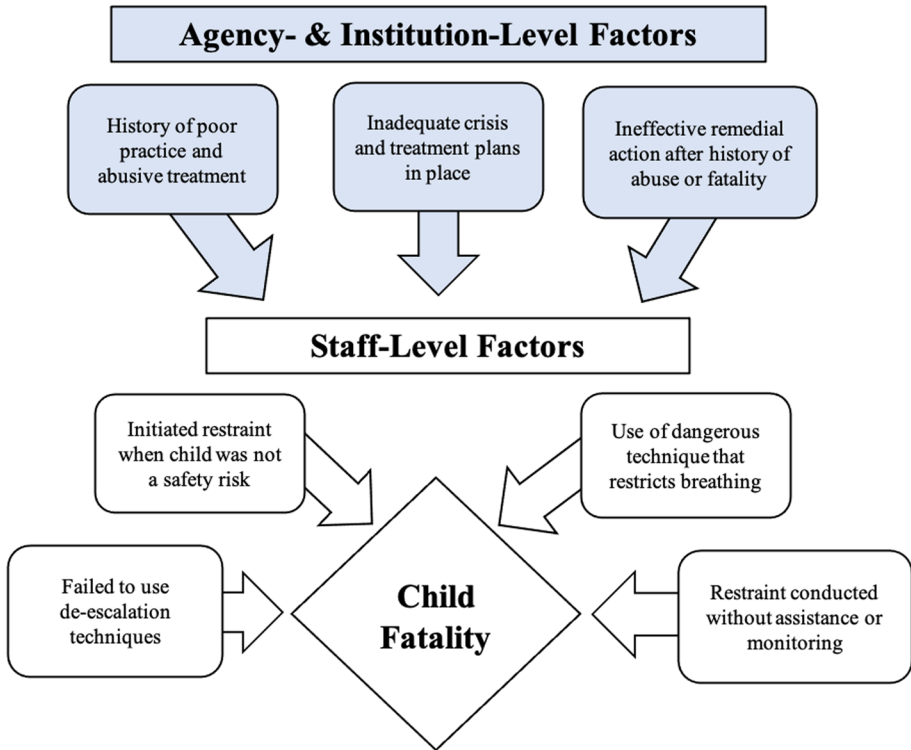 Agency- & Institution-Level Factors
History of poor
practice and
abusive treatment
Inadequate crisis
and treatment plans
in place
Ineffective remedial
action after history of
abuse or fatality
Staff-Level Factors
Initiated restraint
when child was not
a safety risk
Use of dangerous
technique that
restricts breathing
Failed to use
de-escalation
techniques
Child
Fatality
Restraint conducted
without assistance or
monitoring